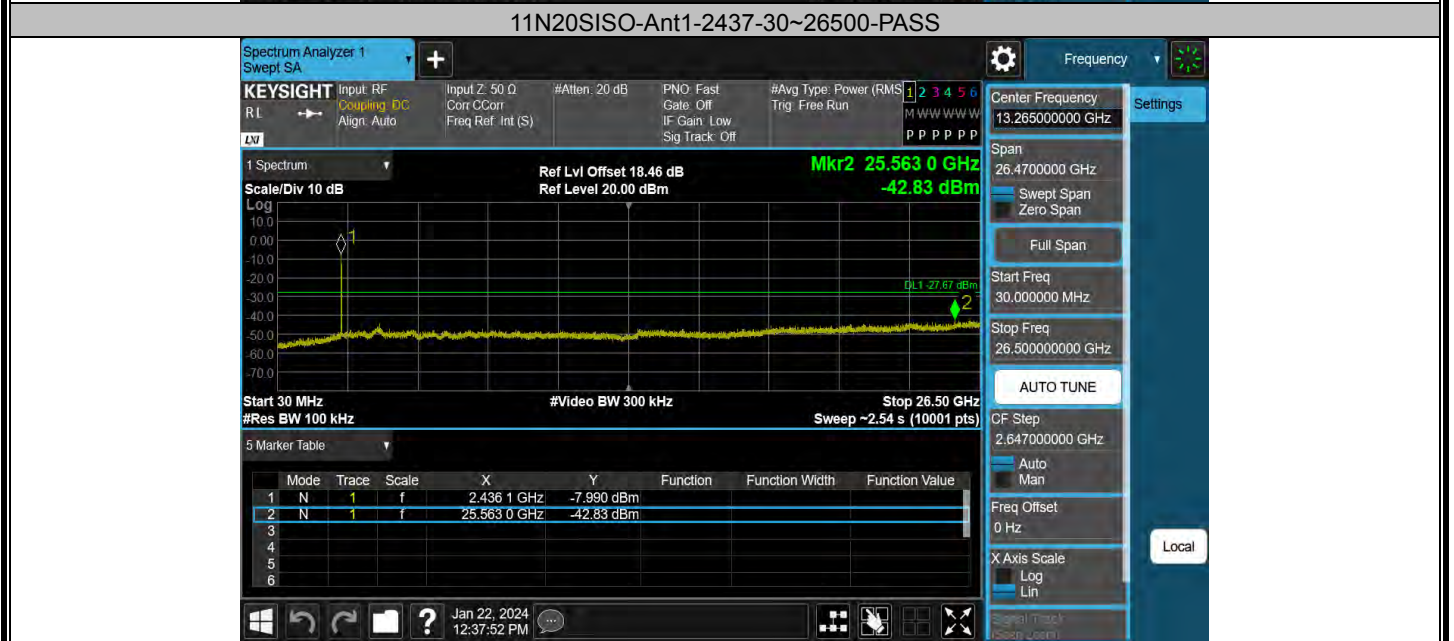 11N20SISO-Ant1-2437-30~26500-PASS
Spectrum Analyzer 1
Swept SA
+
Frequency
KEYSIGHT
R L
LXI
Input: RF
Coupling: DC
Align: Auto
Input Z: 50 Ω
Corr CCorr
Freq Ref: Int (S)
#Atten: 20 dB
PNO: Fast
Gate: Off
IF Gain: Low
Sig Track: Off
#Avg Type: Power (RMS
Trig: Free Run
1 2 3 4 5 6
M W W W W W
P P P P P P
Center Frequency
13.265000000 GHz
Settings
Span
26.4700000 GHz
Swept Span
Zero Span
Full Span
Start Freq
30.000000 MHz
Stop Freq
26.500000000 GHz
AUTO TUNE
CF Step
2.647000000 GHz
Auto
Man
Freq Offset
0 Hz
X Axis Scale
Log
Lin
Signal Track
(Span Zoom)
Local
1 Spectrum
Ref Lvl Offset 18.46 dB
Mkr2 25.563 0 GHz
Scale/Div 10 dB
Ref Level 20.00 dBm
-42.83 dBm
Log
10.0
0.00
-10.0
-20.0
-30.0
-40.0
-50.0
-60.0
-70.0
1
DL1 -27.67 dBm
2
Start 30 MHz
#Video BW 300 kHz
Stop 26.50 GHz
#Res BW 100 kHz
Sweep ~2.54 s (10001 pts)
5 Marker Table
Mode Trace Scale X Y Function Function Width Function Value
1 N 1 f 2.436 1 GHz -7.990 dBm
2 N 1 f 25.563 0 GHz -42.83 dBm
3
4
5
6
?
Jan 22, 2024
12:37:52 PM